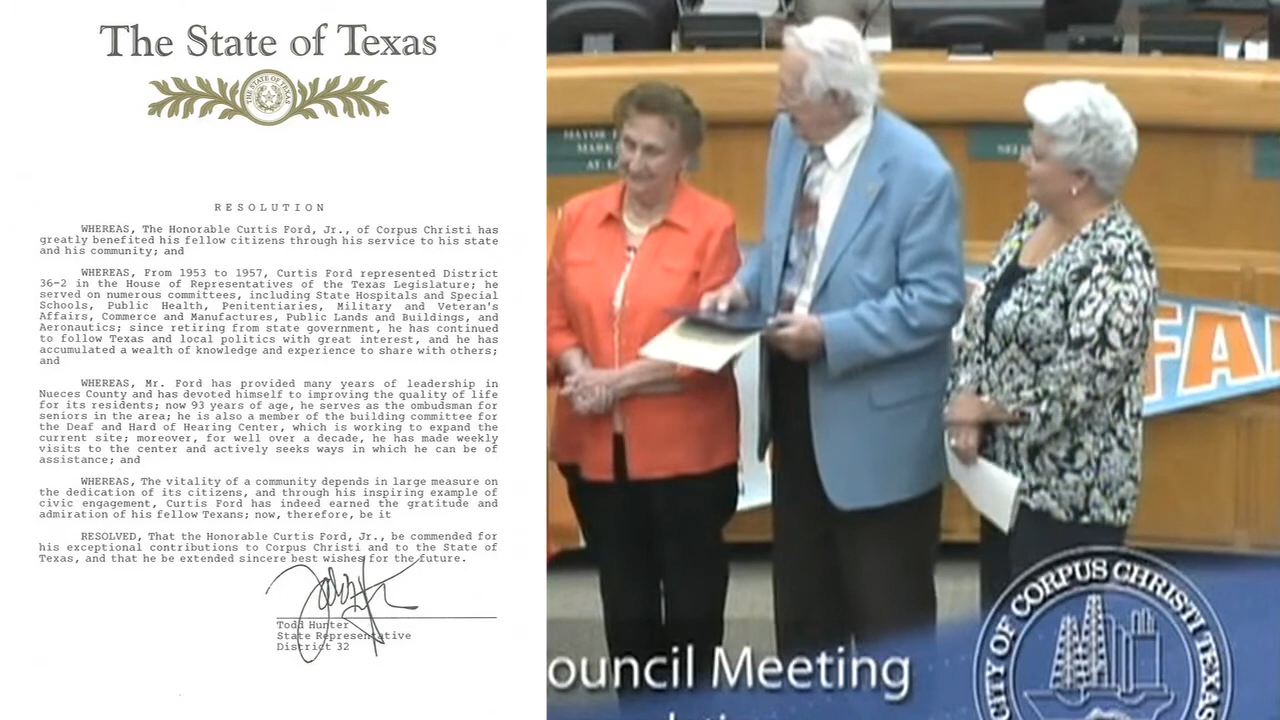 The State of Texas
THE STATE OF TEXAS
RESOLUTION
WHEREAS, The Honorable Curtis Ford, Jr., of Corpus Christi has
greatly benefited his fellow citizens through his service to his state
and his community; and
WHEREAS, From 1953 to 1957, Curtis Ford represented District
36-2 in the House of Representatives of the Texas Legislature; he
served on numerous committees, including State Hospitals and Special
Schools, Public Health, Penitentiaries, Military and Veteran's
Affairs, Commerce and Manufactures, Public Lands and Buildings, and
Aeronautics; since retiring from state government, he has continued
to follow Texas and local politics with great interest, and he has
accumulated a wealth of knowledge and experience to share with others;
and
WHEREAS, Mr. Ford has provided many years of leadership in
Nueces County and has devoted himself to improving the quality of life
for its residents; now 93 years of age, he serves as the ombudsman for
seniors in the area; he is also a member of the building committee for
the Deaf and Hard of Hearing Center, which is working to expand the
current site; moreover, for well over a decade, he has made weekly
visits to the center and actively seeks ways in which he can be of
assistance; and
WHEREAS, The vitality of a community depends in large measure on
the dedication of its citizens, and through his inspiring example of
civic engagement, Curtis Ford has indeed earned the gratitude and
admiration of his fellow Texans; now, therefore, be it
RESOLVED, That the Honorable Curtis Ford, Jr., be commended for
his exceptional contributions to Corpus Christi and to the State of
Texas, and that he be extended sincere best wishes for the future.
Todd Hunter
State Representative
District 32
MAYOR
MARK
AT
NEL
FA
ouncil Meeting
CITY OF CORPUS CHRISTI TEXAS